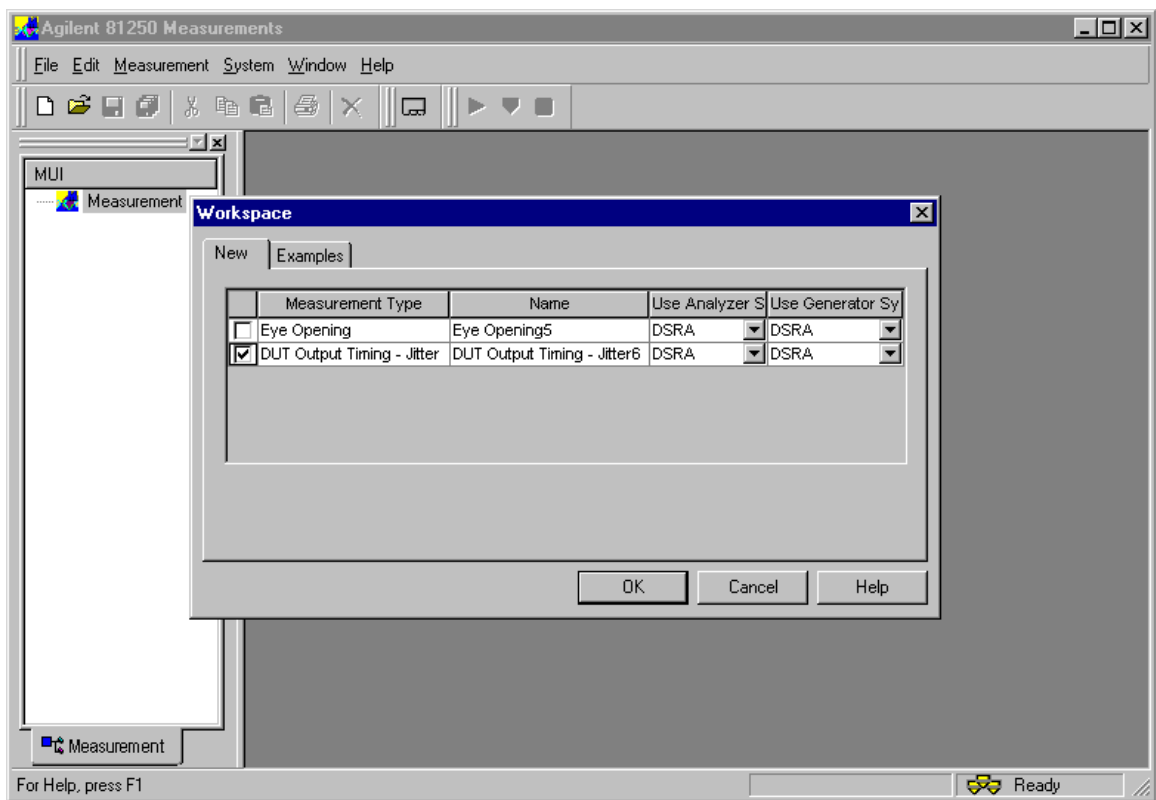 Agilent 81250 Measurements
File Edit Measurement System Window Help
MUI
Measurement
Workspace
New Examples
Measurement Type Name Use Analyzer S Use Generator Sy
Eye Opening Eye Opening5 DSRA DSRA
DUT Output Timing - Jitter DUT Output Timing - Jitter6 DSRA DSRA
OK Cancel Help
Measurement
For Help, press F1 Ready